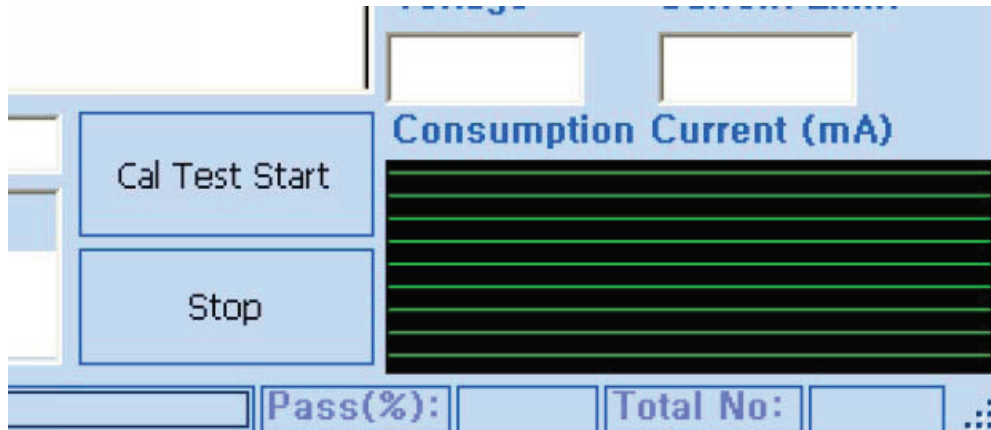 Consumption Current (mA)
Cal Test Start
Stop
Pass(%):
Total No: